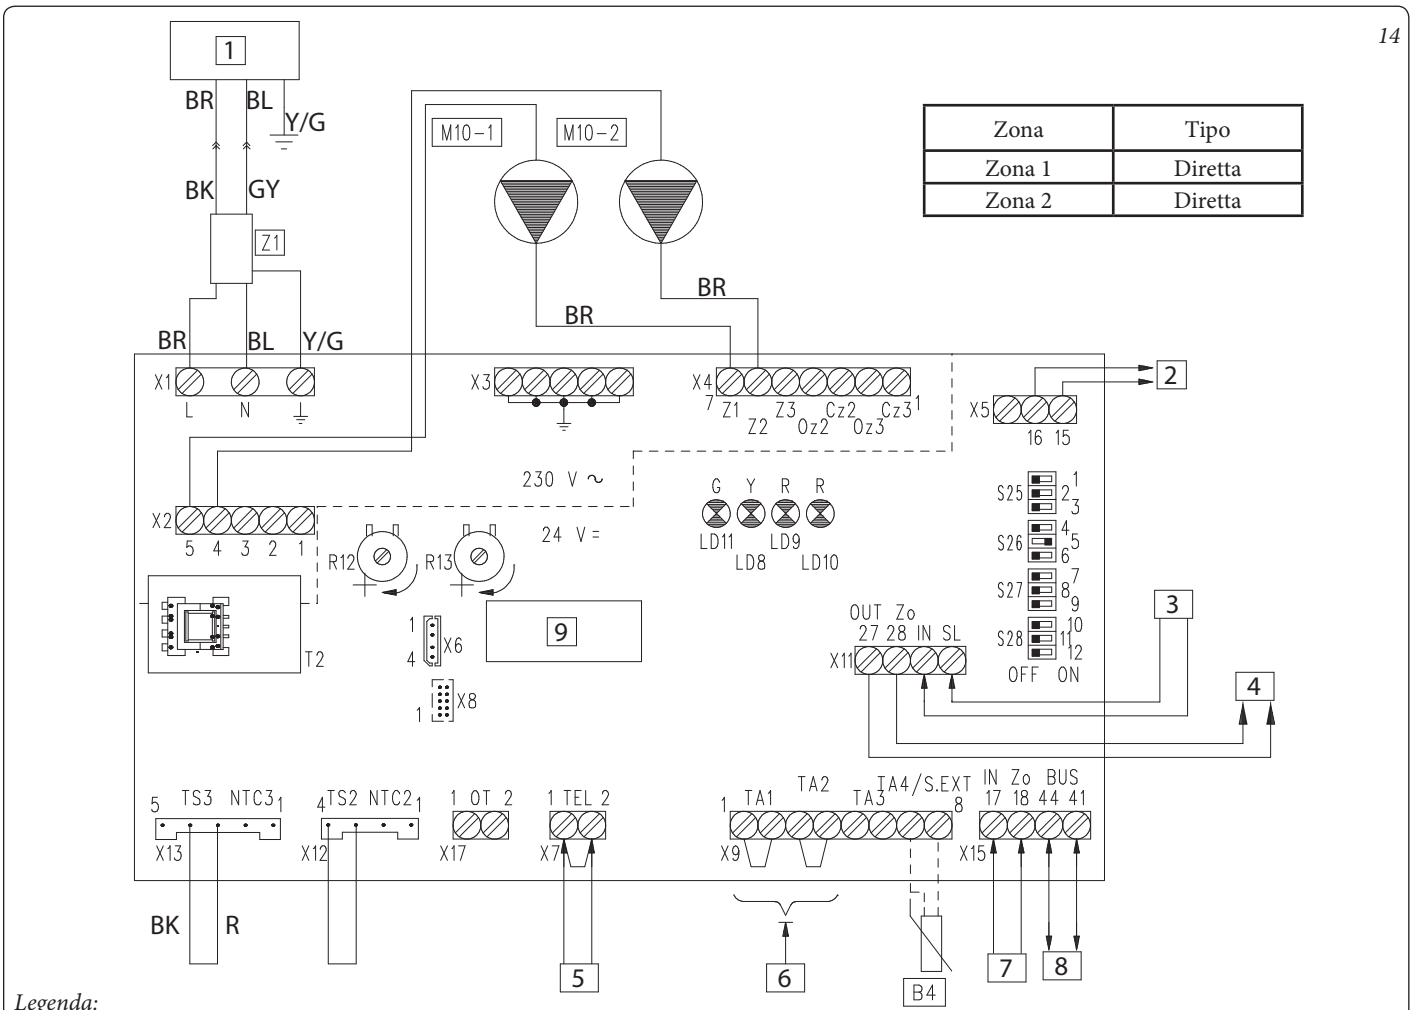 14
1
BR BL
Y/G
M10-1 M10-2
Zona Tipo
Zona 1 Diretta
Zona 2 Diretta
BK GY
Z1
BR
BR
BR BL Y/G
X1
L N
X3
X4
7 Z1 Z3 Cz2 Cz3 1
Z2 Oz2 Oz3
2
X5
16 15
230 V ~
24 V =
X2
5 4 3 2 1
R12 R13
G Y R R
LD11 LD9
LD8 LD10
S25 1
2
3
S26 4
5
6
S27 7
8
9
S28 10
11
12
OFF ON
T2
1
4 X6
9
X8
1
3
OUT Zo
27 28 IN SL
X11
4
5 TS3 NTC3 1
X13
4 TS2 NTC2 1
X12
1 OT 2
X17
1 TEL 2
X7
1 TA1 TA2 TA3 TA4/S.EXT 8
X9
IN Zo BUS
17 18 44 41
X15
BK R
5
6
B4
7
8
Legenda: